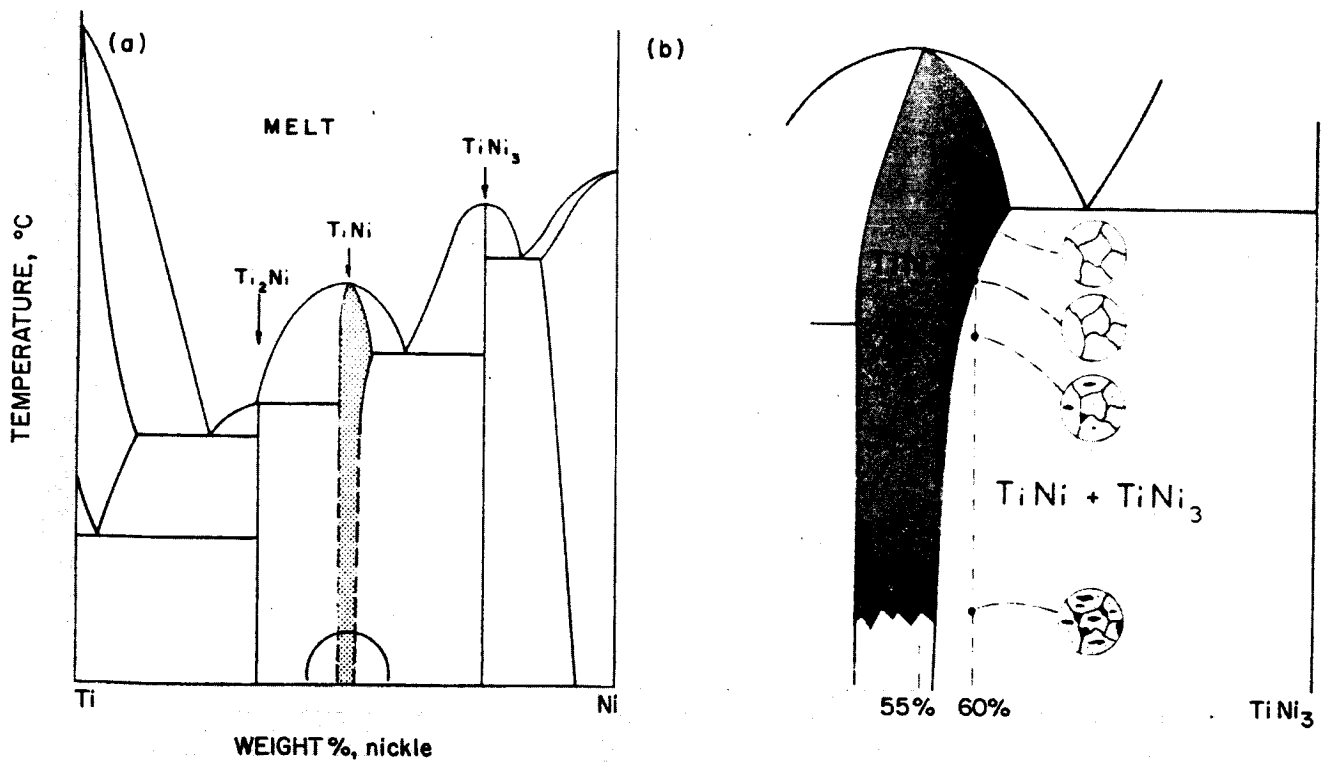 (a)
MELT
TiNi₃
TiNi
Ti₂Ni
TEMPERATURE, °C
Ti
Ni
WEIGHT %, nickle
(b)
TiNi + TiNi₃
55%
60%
TiNi₃